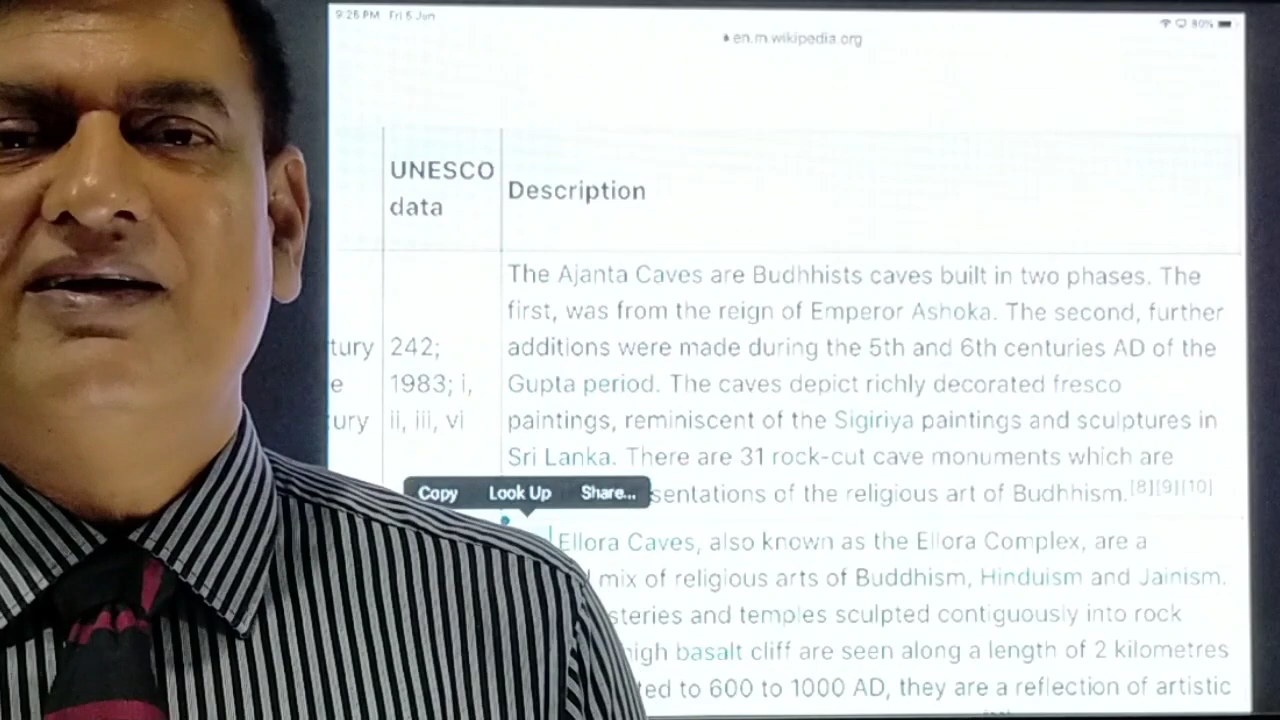 9:26 PM Fri 5 Jun
80%
en.m.wikipedia.org
UNESCO
data
Description
The Ajanta Caves are Budhhists caves built in two phases. The
first, was from the reign of Emperor Ashoka. The second, further
tury 242; additions were made during the 5th and 6th centuries AD of the
e 1983; i, Gupta period. The caves depict richly decorated fresco
ury ii, iii, vi paintings, reminiscent of the Sigiriya paintings and sculptures in
Sri Lanka. There are 31 rock-cut cave monuments which are
Copy Look Up Share... sentations of the religious art of Budhhism.[8][9][10]
Ellora Caves, also known as the Ellora Complex, are a
mix of religious arts of Buddhism, Hinduism and Jainism.
steries and temples sculpted contiguously into rock
igh basalt cliff are seen along a length of 2 kilometres
ted to 600 to 1000 AD, they are a reflection of artistic